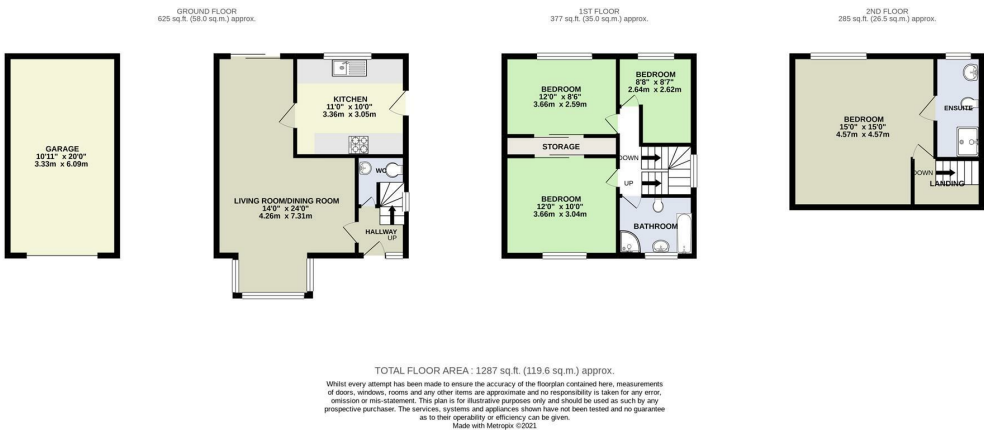 GROUND FLOOR
625 sq.ft. (58.0 sq.m.) approx.
1ST FLOOR
377 sq.ft. (35.0 sq.m.) approx.
2ND FLOOR
285 sq.ft. (26.5 sq.m.) approx.
GARAGE
10'11" x 20'0"
3.33m x 6.09m
KITCHEN
11'0" x 10'0"
3.36m x 3.05m
WC
LIVING ROOM/DINING ROOM
14'0" x 24'0"
4.26m x 7.31m
HALLWAY
UP
BEDROOM
12'0" x 8'6"
3.66m x 2.59m
BEDROOM
8'8" x 8'7"
2.64m x 2.62m
STORAGE
DOWN
UP
BEDROOM
12'0" x 10'0"
3.66m x 3.04m
BATHROOM
BEDROOM
15'0" x 15'0"
4.57m x 4.57m
ENSUITE
DOWN
LANDING
TOTAL FLOOR AREA : 1287 sq.ft. (119.6 sq.m.) approx.
Whilst every attempt has been made to ensure the accuracy of the floorplan contained here, measurements
of doors, windows, rooms and any other items are approximate and no responsibility is taken for any error,
omission or mis-statement. This plan is for illustrative purposes only and should be used as such by any
prospective purchaser. The services, systems and appliances shown have not been tested and no guarantee
as to their operability or efficiency can be given.
Made with Metropix ©2021